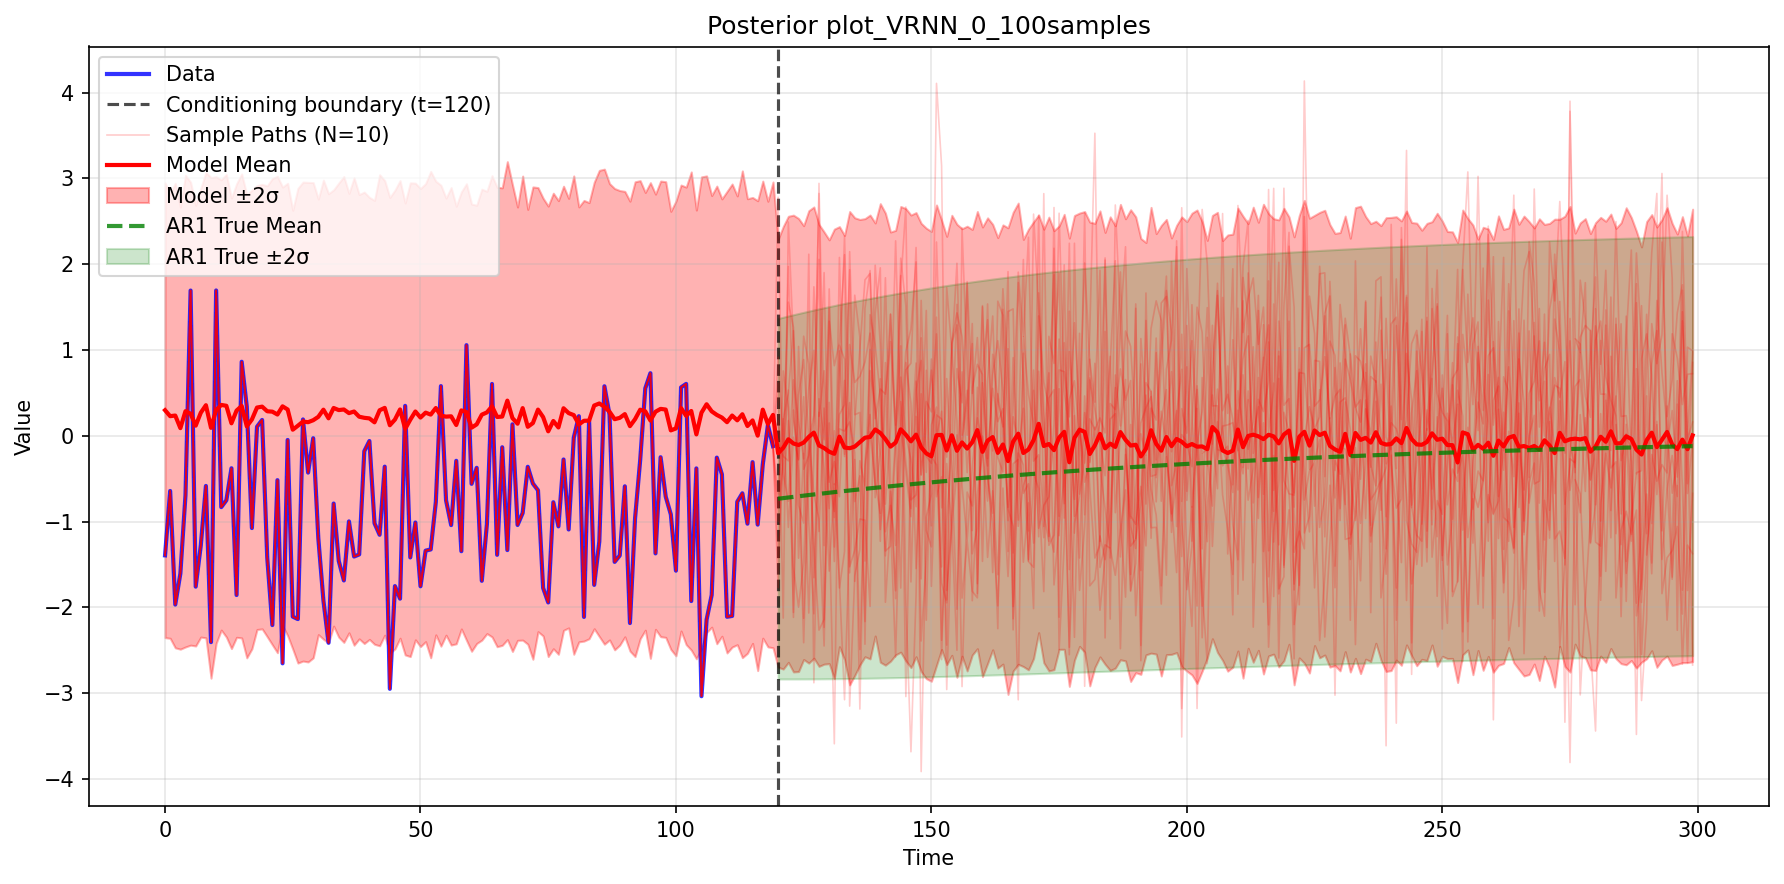 Posterior plot_VRNN_0_100samples
Data
Conditioning boundary (t=120)
Sample Paths (N=10)
Model Mean
Model ±2σ
AR1 True Mean
AR1 True ±2σ
Value
4
3
2
1
0
−1
−2
−3
−4
0 50 100 150 200 250 300
Time